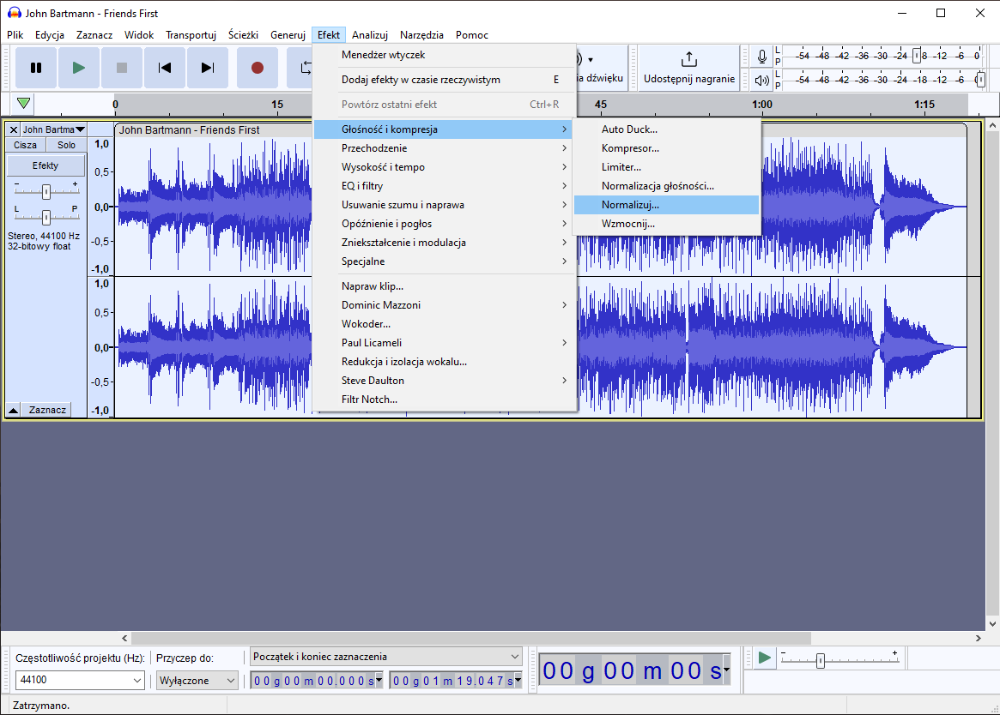 John Bartmann - Friends First
Plik Edycja Zaznacz Widok Transportuj Ścieżki Generuj Efekt Analizuj Narzędzia Pomoc
ia dźwięku
Udostępnij nagranie
L
P
-54 -48 -42 -36 -30 -24 -18 -12 -6 0
L
P
-54 -48 -42 -36 -30 -24 -18 -12 -6 0
0 15 45 1:00 1:15
Menedżer wtyczek
Dodaj efekty w czasie rzeczywistym E
Powtórz ostatni efekt Ctrl+R
Głośność i kompresja
Przechodzenie
Wysokość i tempo
EQ i filtry
Usuwanie szumu i naprawa
Opóźnienie i pogłos
Zniekształcenie i modulacja
Specjalne
Napraw klip...
Dominic Mazzoni
Wokoder...
Paul Licameli
Redukcja i izolacja wokalu...
Steve Daulton
Filtr Notch...
Auto Duck...
Kompresor...
Limiter...
Normalizacja głośności...
Normalizuj...
Wzmocnij...
John Bartma
Cisza Solo
Efekty
- +
L P
Stereo, 44100 Hz
32-bitowy float
Zaznacz
John Bartmann - Friends First
1,0
0,5-
0,0-
-0,5-
-1,0
1,0
0,5-
0,0-
-0,5-
-1,0
Częstotliwość projektu (Hz):
44100
Przyczep do:
Wyłączone
Początek i koniec zaznaczenia
00 g 00 m 00.000 s
00 g 01 m 19.047 s
00 g 00 m 00 s
- +
Zatrzymano.